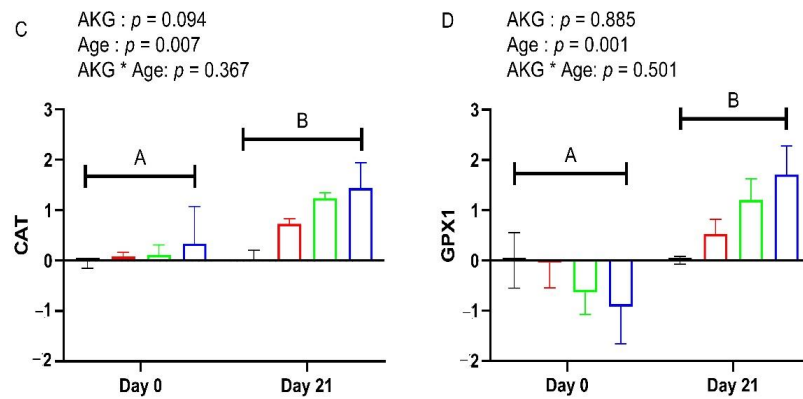 C
AKG : p = 0.094
Age : p = 0.007
AKG * Age: p = 0.367
3
2
1
0
−1
−2
CAT
A
B
Day 0
Day 21
D
AKG : p = 0.885
Age : p = 0.001
AKG * Age: p = 0.501
3
2
1
0
−1
−2
GPX1
A
B
Day 0
Day 21